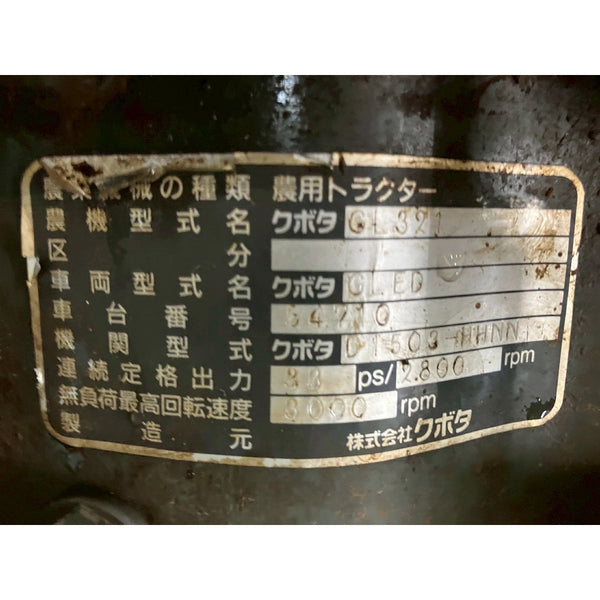 農業機械の種類 農用トラクター
農機型式名 クボタ GL321
区分
車両型式名 クボタ GLED
車台番号 54210
機関型式 クボタ D1503-HHNN
連続定格出力 33 ps/2800 rpm
無負荷最高回転速度 3000 rpm
製造元 株式会社クボタ